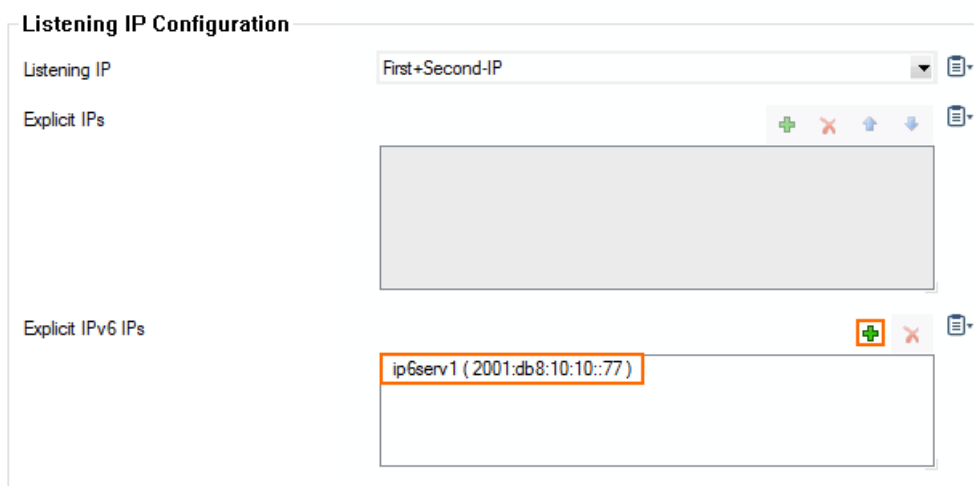 Listening IP Configuration
Listening IP
First+Second-IP
Explicit IPs
Explicit IPv6 IPs
ip6serv1 ( 2001:db8:10:10::77 )